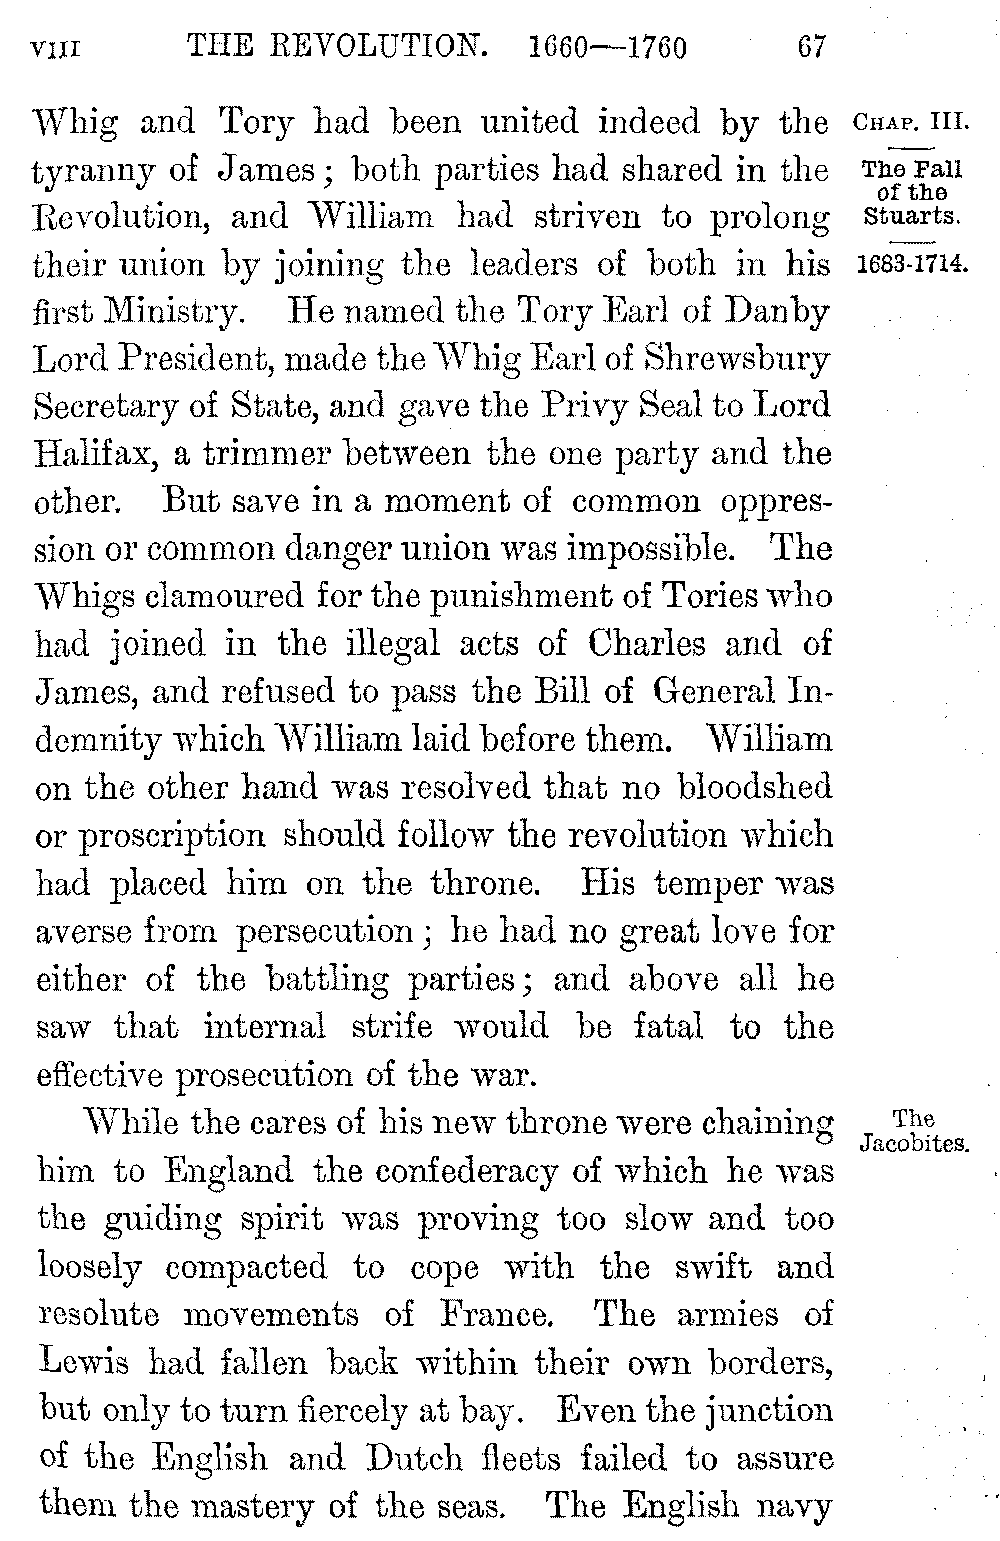 VIII THE REVOLUTION. 1660—1760 67
Whig and Tory had been united indeed by the
tyranny of James; both parties had shared in the
Revolution, and William had striven to prolong
their union by joining the leaders of both in his
first Ministry. He named the Tory Earl of Danby
Lord President, made the Whig Earl of Shrewsbury
Secretary of State, and gave the Privy Seal to Lord
Halifax, a trimmer between the one party and the
other. But save in a moment of common oppres-
sion or common danger union was impossible. The
Whigs clamoured for the punishment of Tories who
had joined in the illegal acts of Charles and of
James, and refused to pass the Bill of General In-
demnity which William laid before them. William
on the other hand was resolved that no bloodshed
or proscription should follow the revolution which
had placed him on the throne. His temper was
averse from persecution; he had no great love for
either of the battling parties; and above all he
saw that internal strife would be fatal to the
effective prosecution of the war.
While the cares of his new throne were chaining
him to England the confederacy of which he was
the guiding spirit was proving too slow and too
loosely compacted to cope with the swift and
resolute movements of France. The armies of
Lewis had fallen back within their own borders,
but only to turn fiercely at bay. Even the junction
of the English and Dutch fleets failed to assure
them the mastery of the seas. The English navy
CHAP. III.
The Fall
of the
Stuarts.
1683-1714.
The
Jacobites.